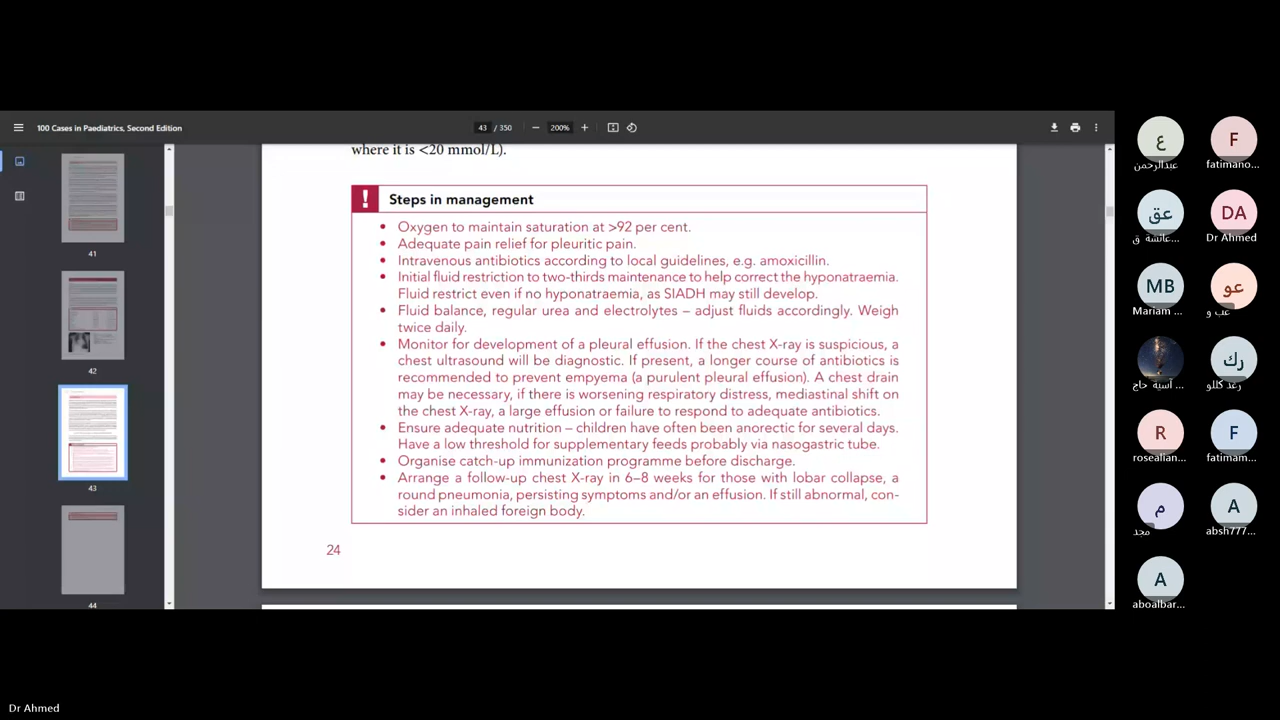 100 Cases in Paediatrics, Second Edition
43 / 350
200%
where it is <20 mmol/L).
! Steps in management
• Oxygen to maintain saturation at >92 per cent.
• Adequate pain relief for pleuritic pain.
• Intravenous antibiotics according to local guidelines, e.g. amoxicillin.
• Initial fluid restriction to two-thirds maintenance to help correct the hyponatraemia.
Fluid restrict even if no hyponatraemia, as SIADH may still develop.
• Fluid balance, regular urea and electrolytes – adjust fluids accordingly. Weigh
twice daily.
• Monitor for development of a pleural effusion. If the chest X-ray is suspicious, a
chest ultrasound will be diagnostic. If present, a longer course of antibiotics is
recommended to prevent empyema (a purulent pleural effusion). A chest drain
may be necessary, if there is worsening respiratory distress, mediastinal shift on
the chest X-ray, a large effusion or failure to respond to adequate antibiotics.
• Ensure adequate nutrition – children have often been anorectic for several days.
Have a low threshold for supplementary feeds probably via nasogastric tube.
• Organise catch-up immunization programme before discharge.
• Arrange a follow-up chest X-ray in 6–8 weeks for those with lobar collapse, a
round pneumonia, persisting symptoms and/or an effusion. If still abnormal, con-
sider an inhaled foreign body.
24
41
42
43
44
ع
عبدالرحمن
F
fatimano...
عق
عائشة ق...
DA
Dr Ahmed
MB
Mariam ...
عو
عب و
آسية حاج ...
رك
رغد كللو
R
rosealian...
F
fatimam...
م
مجد
A
absh777...
A
aboalbar...
Dr Ahmed